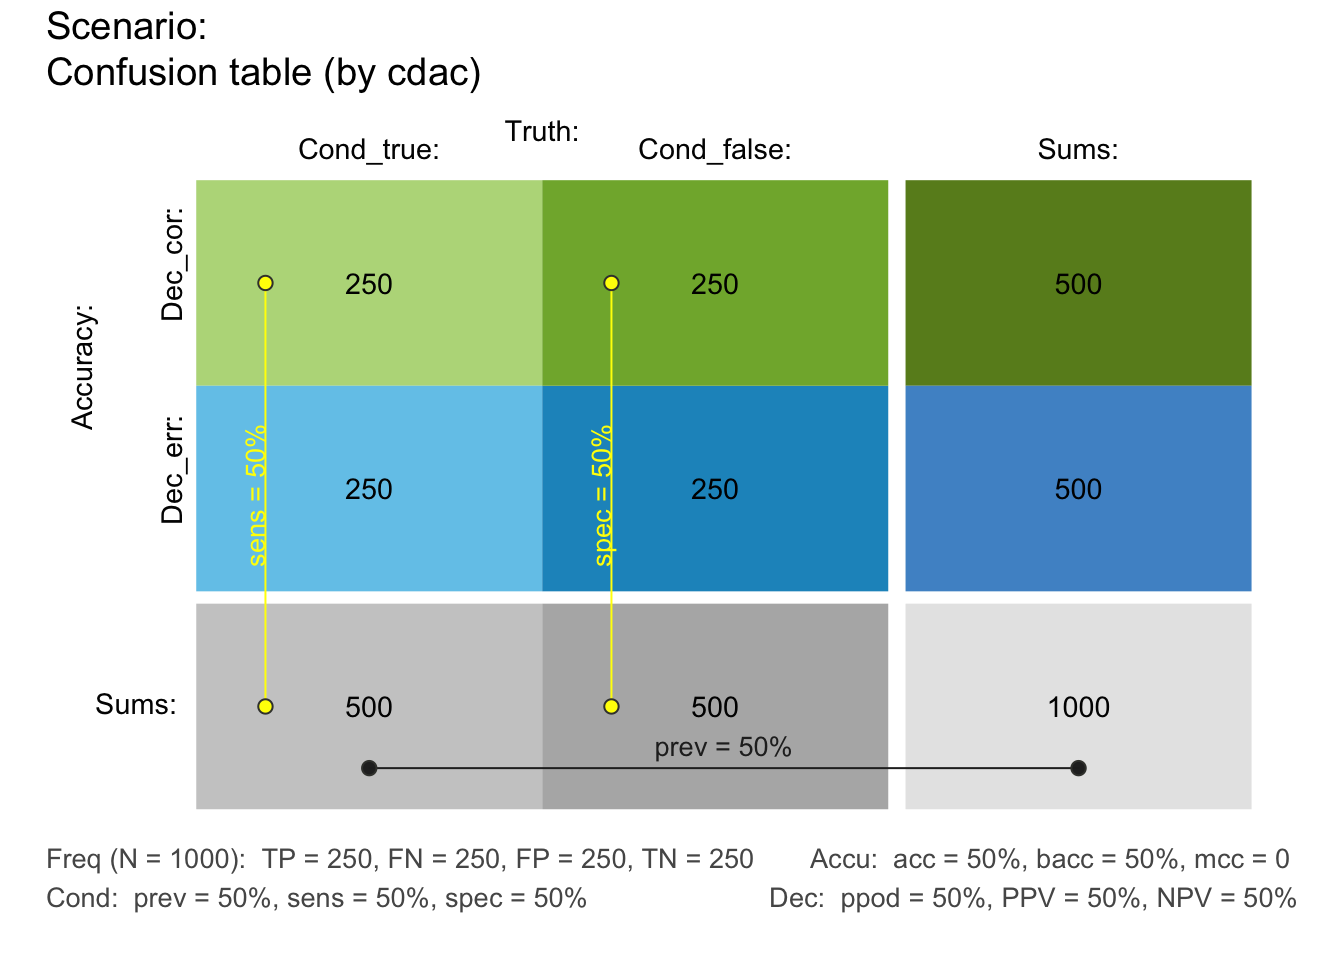 Scenario:
Confusion table (by cdac)
Truth:
Cond_true:
Cond_false:
Sums:
Accuracy:
Dec_cor:
250
250
500
Dec_err:
sens = 50%
250
spec = 50%
250
500
Sums:
500
500
1000
prev = 50%
Freq (N = 1000):  TP = 250, FN = 250, FP = 250, TN = 250
Accu:  acc = 50%, bacc = 50%, mcc = 0
Cond:  prev = 50%, sens = 50%, spec = 50%
Dec:  ppod = 50%, PPV = 50%, NPV = 50%